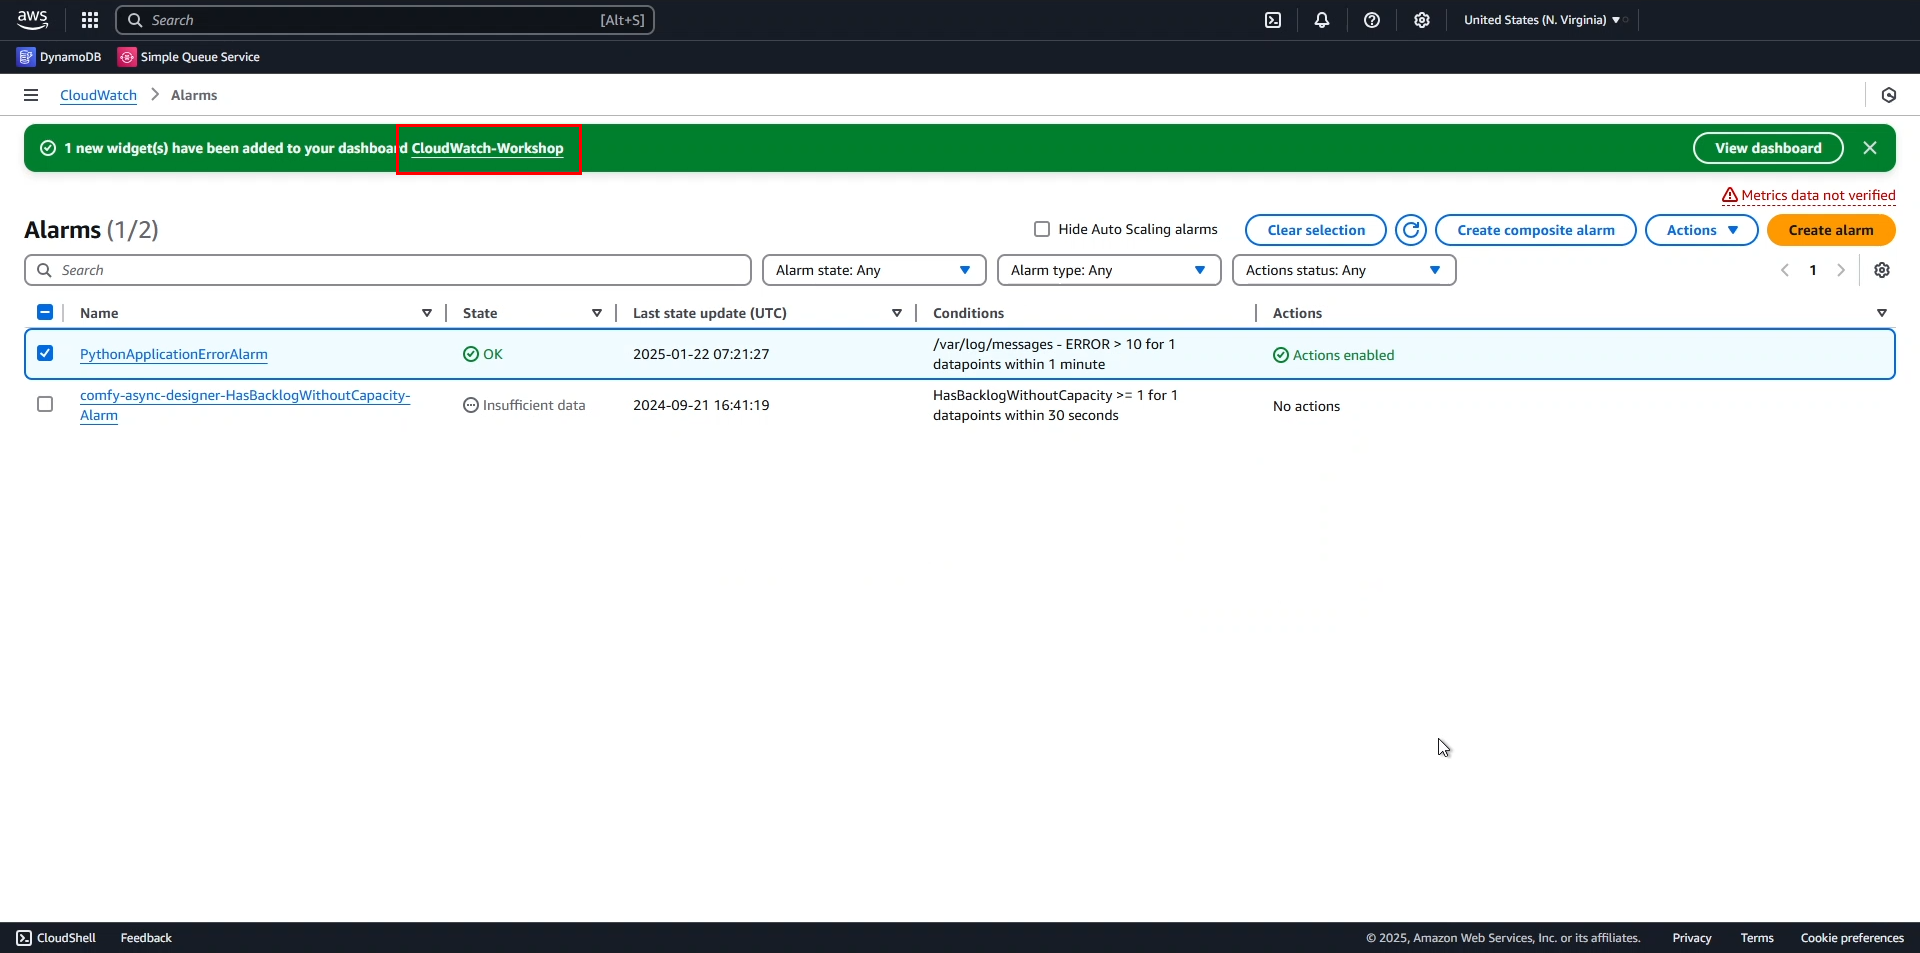 aws
Search [Alt+S]
United States (N. Virginia)
DynamoDB Simple Queue Service
CloudWatch Alarms
1 new widget(s) have been added to your dashboard CloudWatch-Workshop
View dashboard
Metrics data not verified
Alarms (1/2)
Hide Auto Scaling alarms
Clear selection
Create composite alarm
Actions
Create alarm
Search
Alarm state: Any
Alarm type: Any
Actions status: Any
1
Name State Last state update (UTC) Conditions Actions
PythonApplicationErrorAlarm
OK
2025-01-22 07:21:27
/var/log/messages - ERROR > 10 for 1
datapoints within 1 minute
Actions enabled
comfy-async-designer-HasBacklogWithoutCapacity-
Alarm
Insufficient data
2024-09-21 16:41:19
HasBacklogWithoutCapacity >= 1 for 1
datapoints within 30 seconds
No actions
CloudShell Feedback
© 2025, Amazon Web Services, Inc. or its affiliates. Privacy Terms Cookie preferences